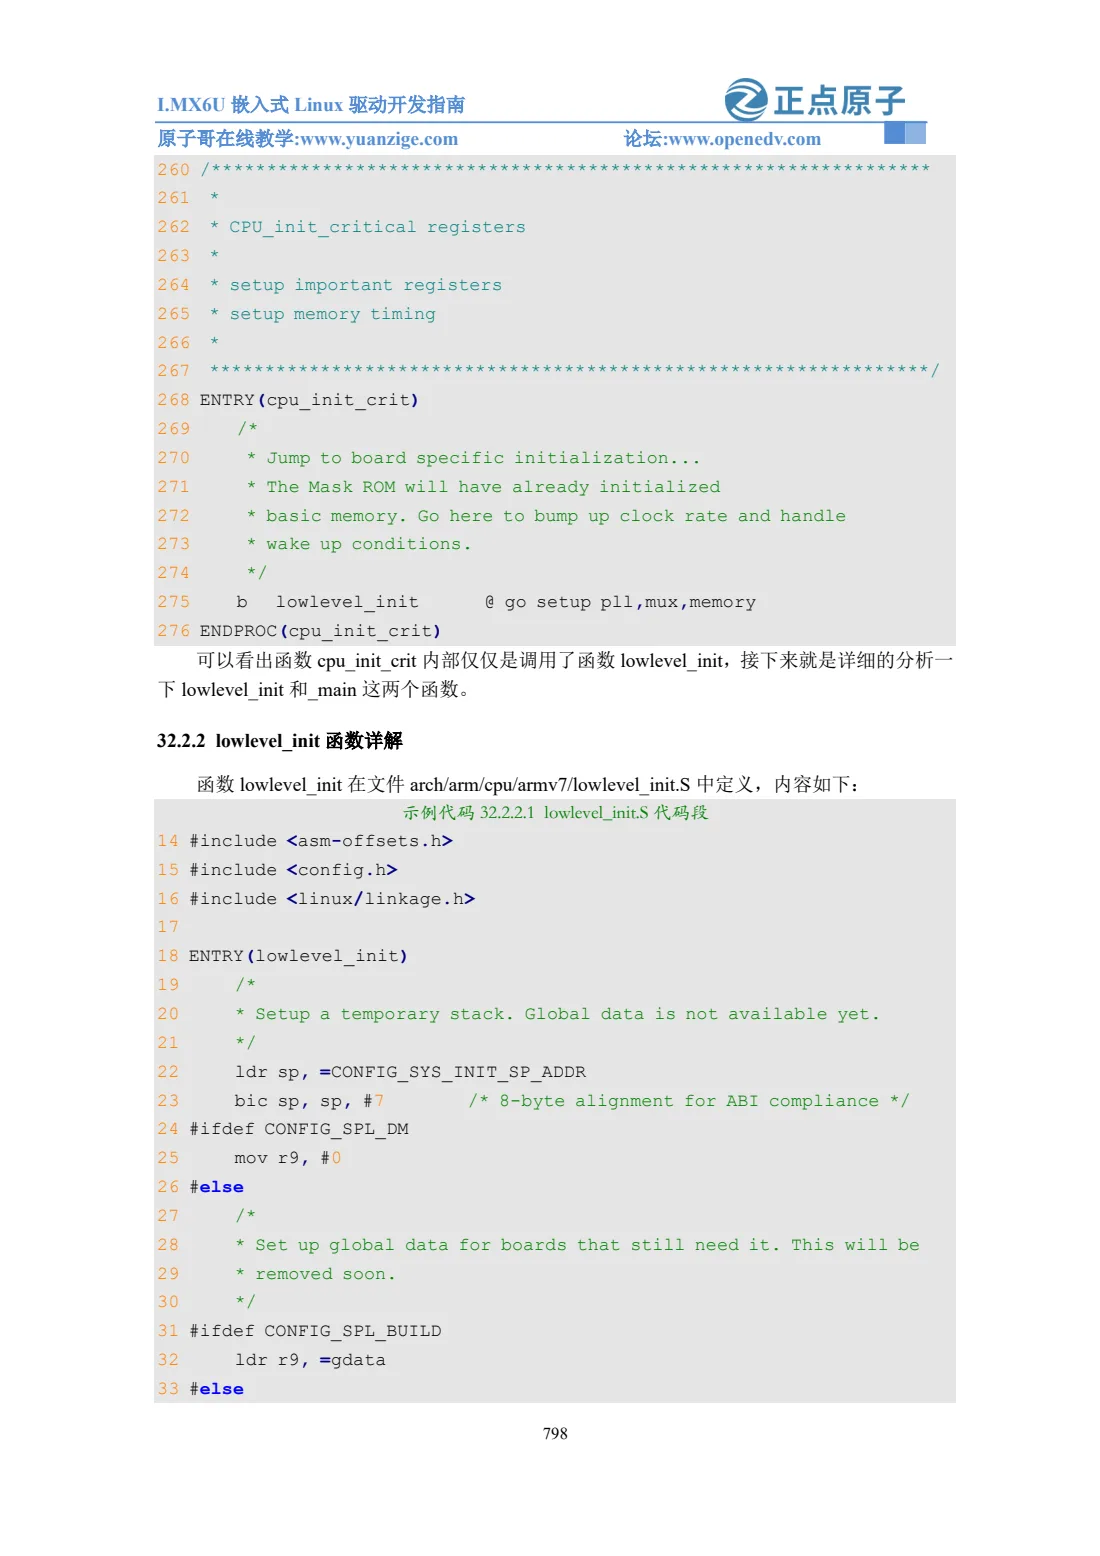 I.MX6U 嵌入式 Linux 驱动开发指南
正点原子
原子哥在线教学:www.yuanzige.com 论坛:www.openedv.com
260 /*****************************************************************
261 *
262 * CPU_init_critical registers
263 *
264 * setup important registers
265 * setup memory timing
266 *
267 *****************************************************************/
268 ENTRY(cpu_init_crit)
269 /*
270 * Jump to board specific initialization...
271 * The Mask ROM will have already initialized
272 * basic memory. Go here to bump up clock rate and handle
273 * wake up conditions.
274 */
275 b lowlevel_init @ go setup pll,mux,memory
276 ENDPROC(cpu_init_crit)
可以看出函数 cpu_init_crit 内部仅仅是调用了函数 lowlevel_init，接下来就是详细的分析一
下 lowlevel_init 和_main 这两个函数。
32.2.2 lowlevel_init 函数详解
函数 lowlevel_init 在文件 arch/arm/cpu/armv7/lowlevel_init.S 中定义，内容如下：
示例代码 32.2.2.1 lowlevel_init.S 代码段
14 #include <asm-offsets.h>
15 #include <config.h>
16 #include <linux/linkage.h>
17
18 ENTRY(lowlevel_init)
19 /*
20 * Setup a temporary stack. Global data is not available yet.
21 */
22 ldr sp, =CONFIG_SYS_INIT_SP_ADDR
23 bic sp, sp, #7 /* 8-byte alignment for ABI compliance */
24 #ifdef CONFIG_SPL_DM
25 mov r9, #0
26 #else
27 /*
28 * Set up global data for boards that still need it. This will be
29 * removed soon.
30 */
31 #ifdef CONFIG_SPL_BUILD
32 ldr r9, =gdata
33 #else
798